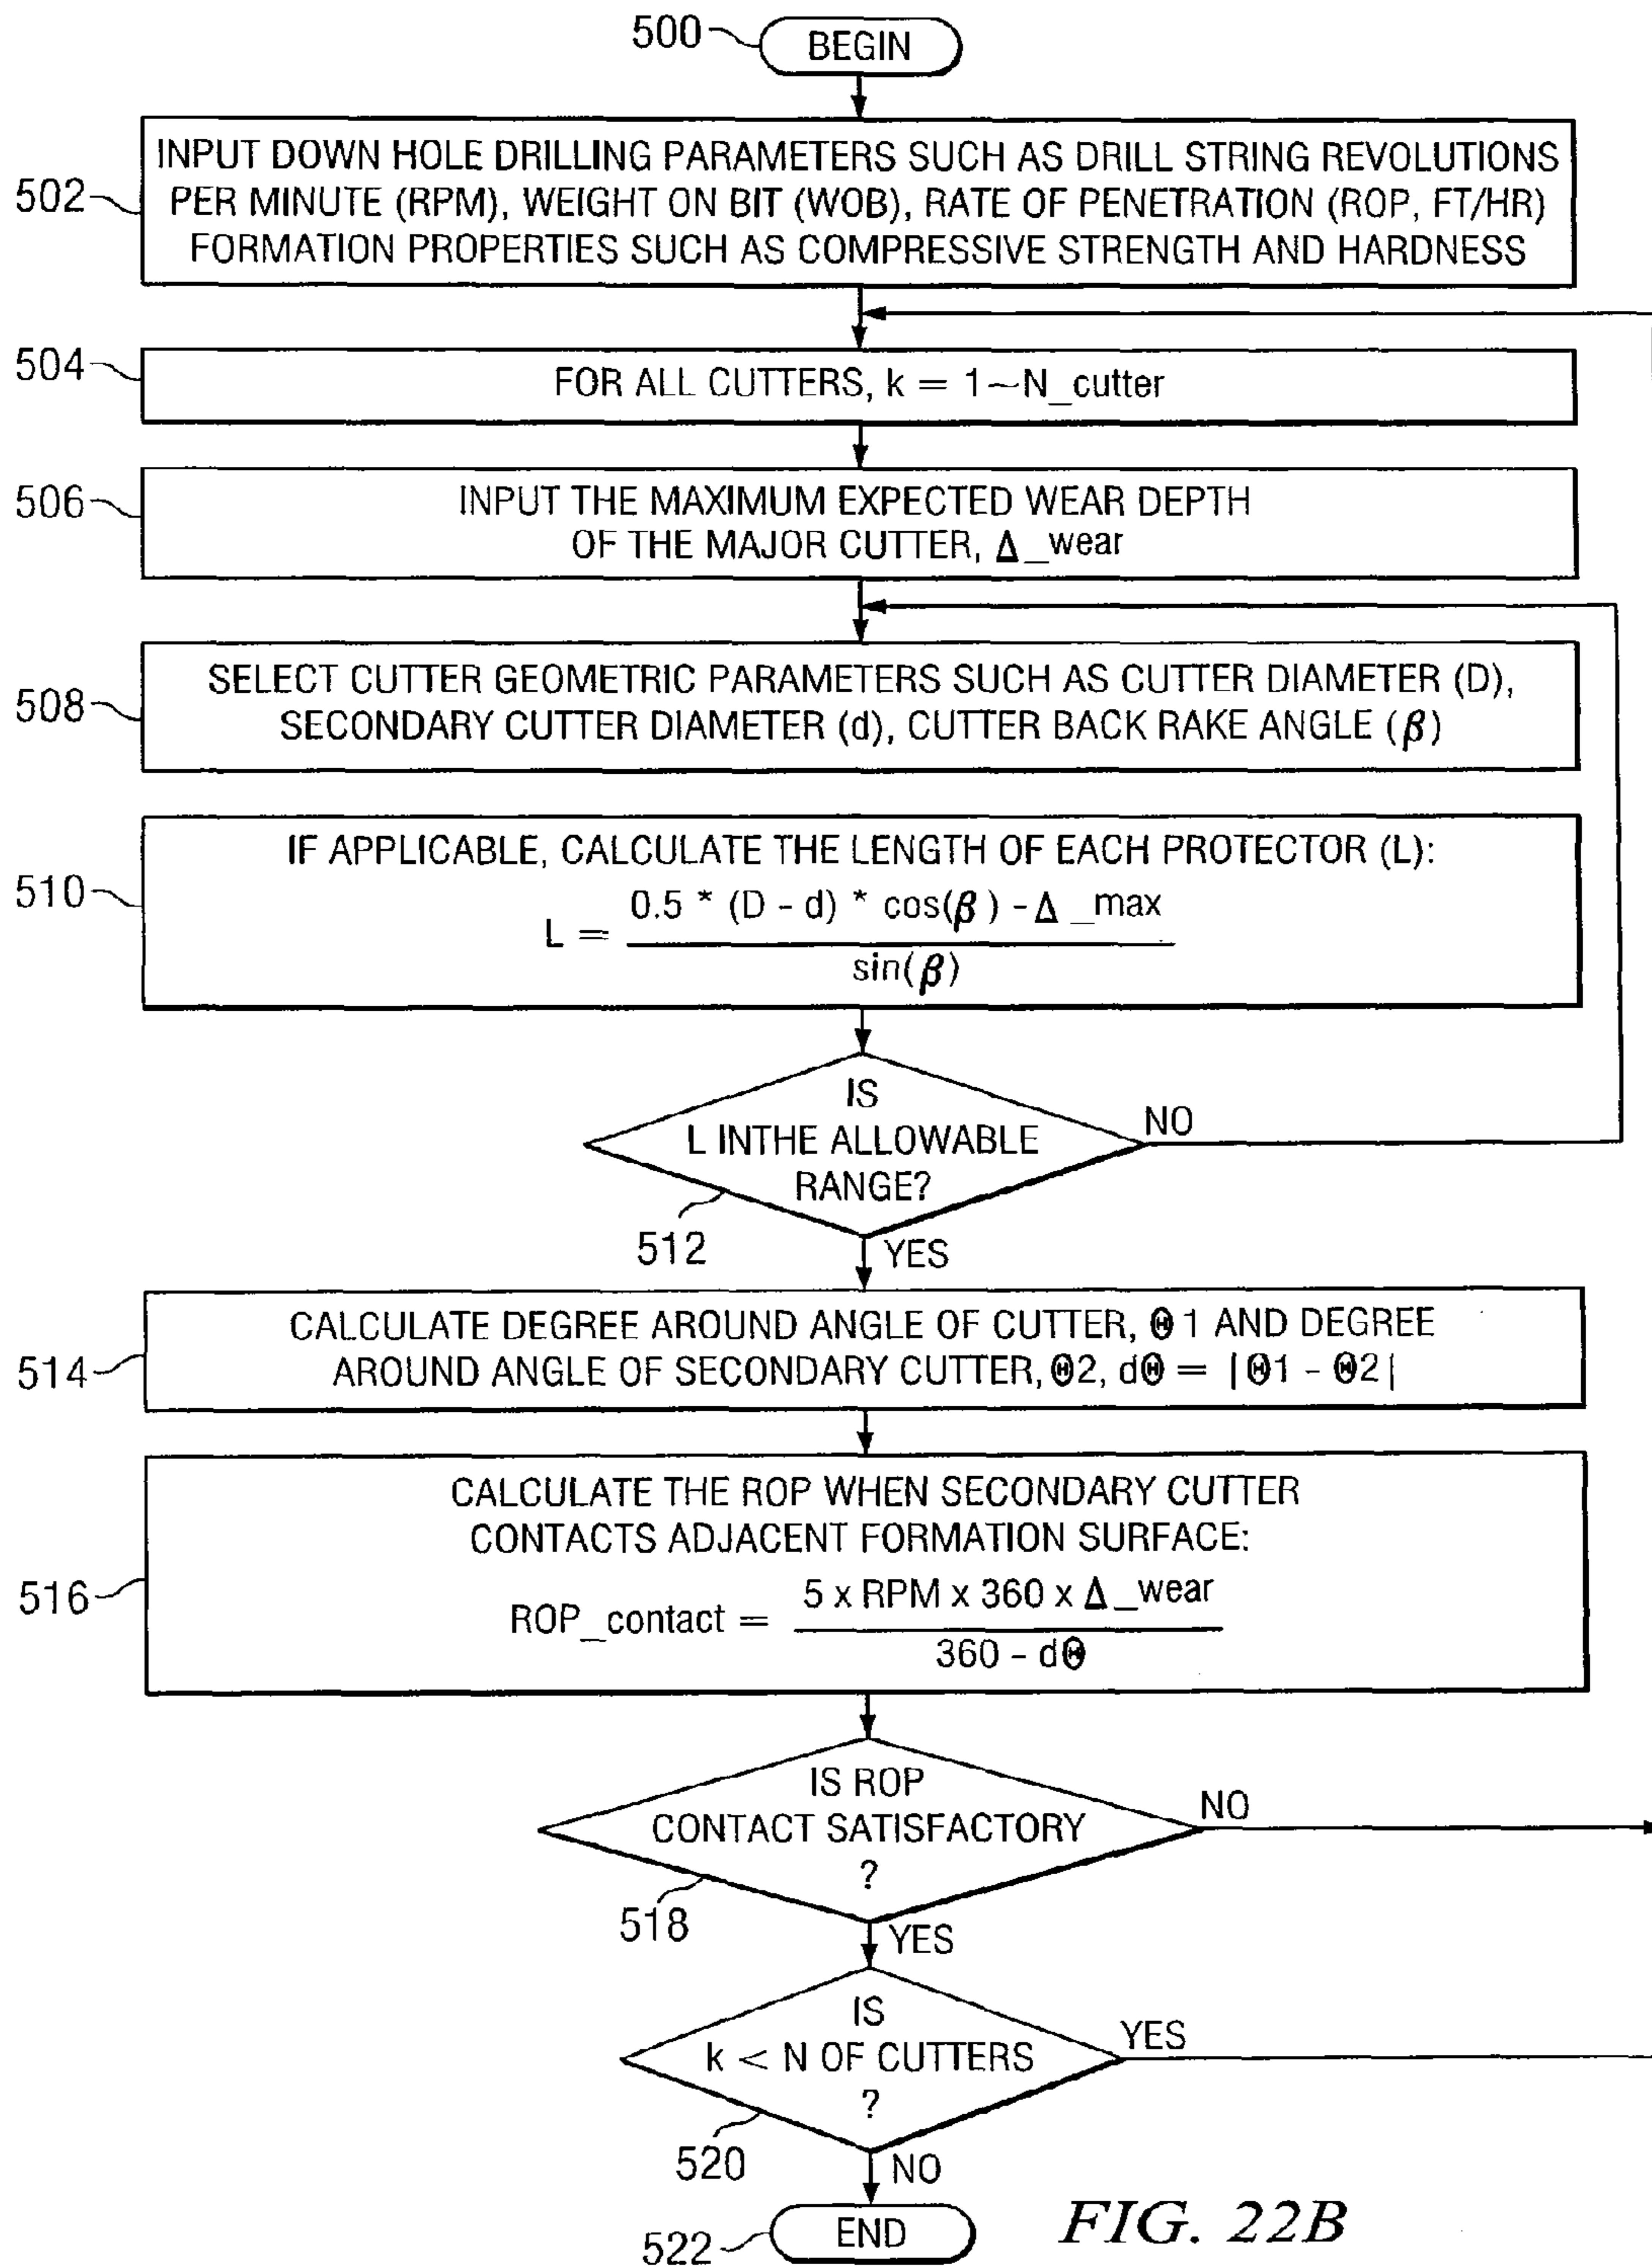 500
BEGIN
502
INPUT DOWN HOLE DRILLING PARAMETERS SUCH AS DRILL STRING REVOLUTIONS
PER MINUTE (RPM), WEIGHT ON BIT (WOB), RATE OF PENETRATION (ROP, FT/HR)
FORMATION PROPERTIES SUCH AS COMPRESSIVE STRENGTH AND HARDNESS
504
FOR ALL CUTTERS, k = 1~N_cutter
506
INPUT THE MAXIMUM EXPECTED WEAR DEPTH
OF THE MAJOR CUTTER, Δ_wear
508
SELECT CUTTER GEOMETRIC PARAMETERS SUCH AS CUTTER DIAMETER (D),
SECONDARY CUTTER DIAMETER (d), CUTTER BACK RAKE ANGLE (β)
510
IF APPLICABLE, CALCULATE THE LENGTH OF EACH PROTECTOR (L):
0.5 * (D - d) * cos(β) - Δ_max
L =
sin(β)
IS
L INTHE ALLOWABLE
RANGE?
NO
512
YES
514
CALCULATE DEGREE AROUND ANGLE OF CUTTER, Θ1 AND DEGREE
AROUND ANGLE OF SECONDARY CUTTER, Θ2, dΘ = |Θ1 - Θ2|
516
CALCULATE THE ROP WHEN SECONDARY CUTTER
CONTACTS ADJACENT FORMATION SURFACE:
5 x RPM x 360 x Δ_wear
ROP_contact =
360 - dΘ
IS ROP
CONTACT SATISFACTORY
?
NO
518
YES
IS
k < N OF CUTTERS
?
YES
520
NO
522
END
FIG. 22B